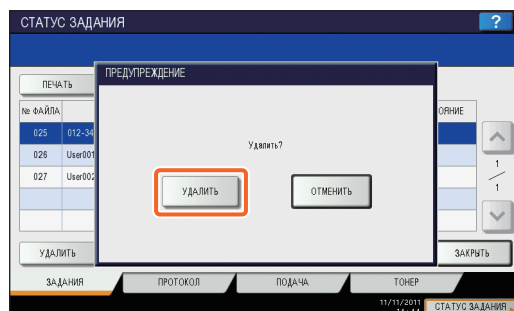 СТАТУС ЗАДАНИЯ ?
ПРЕДУПРЕЖДЕНИЕ
ПЕЧАТЬ
№ ФАЙЛА
025 012-34
026 User001
027 User002
Удалить?
УДАЛИТЬ ОТМЕНИТЬ
1
1
УДАЛИТЬ ЗАКРЫТЬ
ЗАДАНИЯ ПРОТОКОЛ ПОДАЧА ТОНЕР
11/11/2011 СТАТУС ЗАДАНИЯ